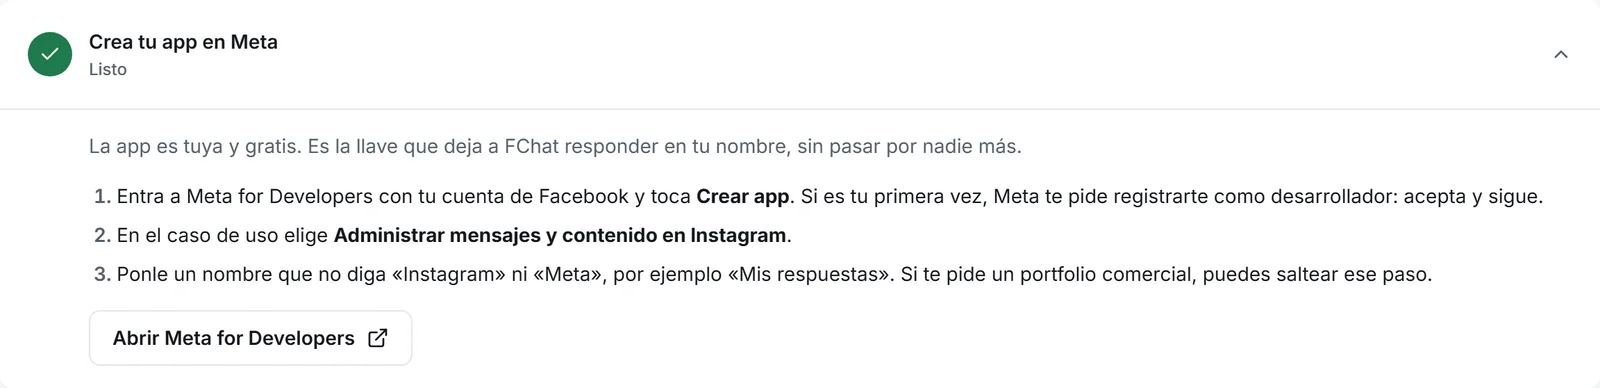 Crea tu app en Meta
Listo
La app es tuya y gratis. Es la llave que deja a FChat responder en tu nombre, sin pasar por nadie más.
1. Entra a Meta for Developers con tu cuenta de Facebook y toca Crear app. Si es tu primera vez, Meta te pide registrarte como desarrollador: acepta y sigue.
2. En el caso de uso elige Administrar mensajes y contenido en Instagram.
3. Ponle un nombre que no diga «Instagram» ni «Meta», por ejemplo «Mis respuestas». Si te pide un portfolio comercial, puedes saltear ese paso.
Abrir Meta for Developers